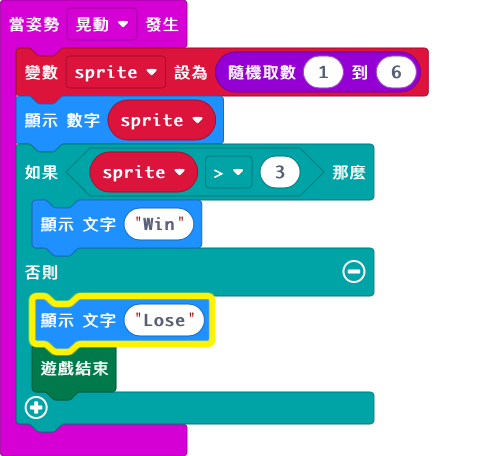 當姿勢 晃動 發生
變數 sprite 設為 隨機取數 1 到 6
顯示 數字 sprite
如果 sprite > 3 那麼
顯示 文字 "Win"
否則
顯示 文字 "Lose"
遊戲結束